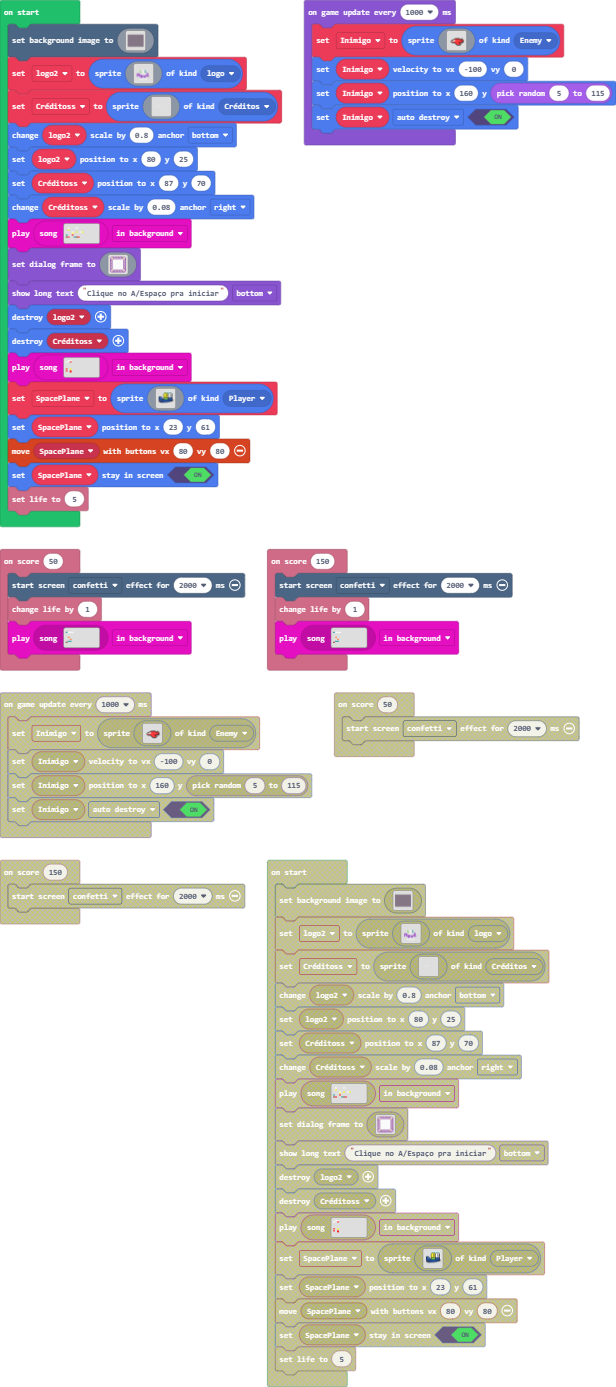 on start
set background image to
set logo2 to sprite of kind logo
set Créditoss to sprite of kind Créditos
change logo2 scale by 0.8 anchor bottom
set logo2 position to x 80 y 25
set Créditoss position to x 87 y 70
change Créditoss scale by 0.08 anchor right
play song in background
set dialog frame to
show long text "Clique no A/Espaço pra iniciar" bottom
destroy logo2
destroy Créditoss
play song in background
set SpacePlane to sprite of kind Player
set SpacePlane position to x 23 y 61
move SpacePlane with buttons vx 80 vy 80
set SpacePlane stay in screen ON
set life to 5
on game update every 1000 ms
set Inimigo to sprite of kind Enemy
set Inimigo velocity to vx -100 vy 0
set Inimigo position to x 160 y pick random 5 to 115
set Inimigo auto destroy ON
on score 50
start screen confetti effect for 2000 ms
change life by 1
play song in background
on score 150
start screen confetti effect for 2000 ms
change life by 1
play song in background
on game update every 1000 ms
set Inimigo to sprite of kind Enemy
set Inimigo velocity to vx -100 vy 0
set Inimigo position to x 160 y pick random 5 to 115
set Inimigo auto destroy ON
on score 50
start screen confetti effect for 2000 ms
on score 150
start screen confetti effect for 2000 ms
on start
set background image to
set logo2 to sprite of kind logo
set Créditoss to sprite of kind Créditos
change logo2 scale by 0.8 anchor bottom
set logo2 position to x 80 y 25
set Créditoss position to x 87 y 70
change Créditoss scale by 0.08 anchor right
play song in background
set dialog frame to
show long text "Clique no A/Espaço pra iniciar" bottom
destroy logo2
destroy Créditoss
play song in background
set SpacePlane to sprite of kind Player
set SpacePlane position to x 23 y 61
move SpacePlane with buttons vx 80 vy 80
set SpacePlane stay in screen ON
set life to 5